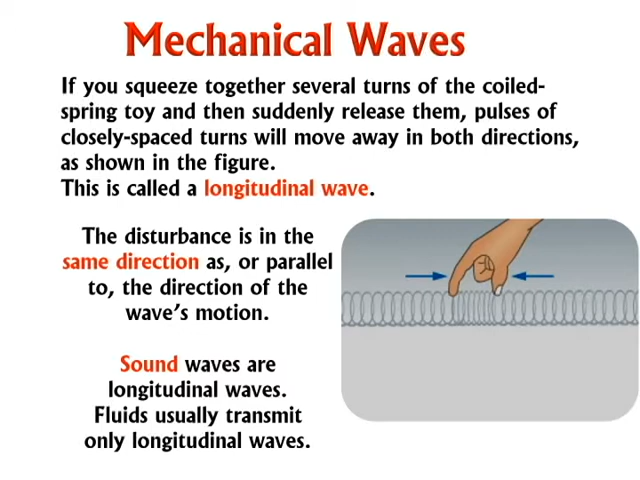 Mechanical Waves
If you squeeze together several turns of the coiled-
spring toy and then suddenly release them, pulses of
closely-spaced turns will move away in both directions,
as shown in the figure.
This is called a longitudinal wave.
The disturbance is in the
same direction as, or parallel
to, the direction of the
wave's motion.
Sound waves are
longitudinal waves.
Fluids usually transmit
only longitudinal waves.